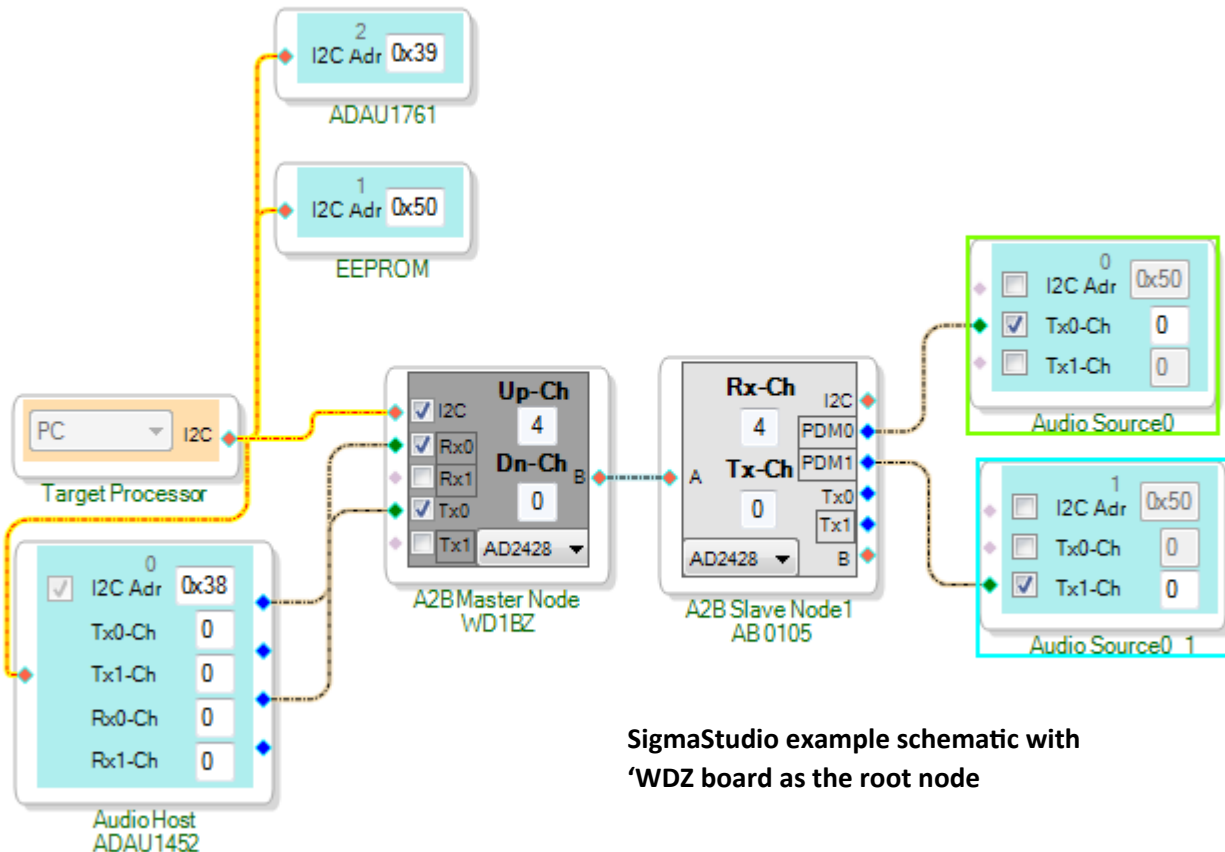 2
I2C Adr 0x39
ADAU1761
1
I2C Adr 0x50
EEPROM
PC I2C
Target Processor
0
I2C Adr 0x38
Tx0-Ch 0
Tx1-Ch 0
Rx0-Ch 0
Rx1-Ch 0
Audio Host
ADAU1452
Up-Ch
I2C
4
Rx0
Dn-Ch
Rx1
B
Tx0
0
Tx1
AD2428
A2B Master Node
WD1BZ
Rx-Ch
I2C
4
PDM0
Tx-Ch
PDM1
A
Tx0
0
Tx1
AD2428
B
A2B Slave Node1
AB 0105
0
I2C Adr 0x50
Tx0-Ch 0
Tx1-Ch 0
Audio Source0
1
I2C Adr 0x50
Tx0-Ch 0
Tx1-Ch 0
Audio Source0_1
SigmaStudio example schematic with
‘WDZ board as the root node